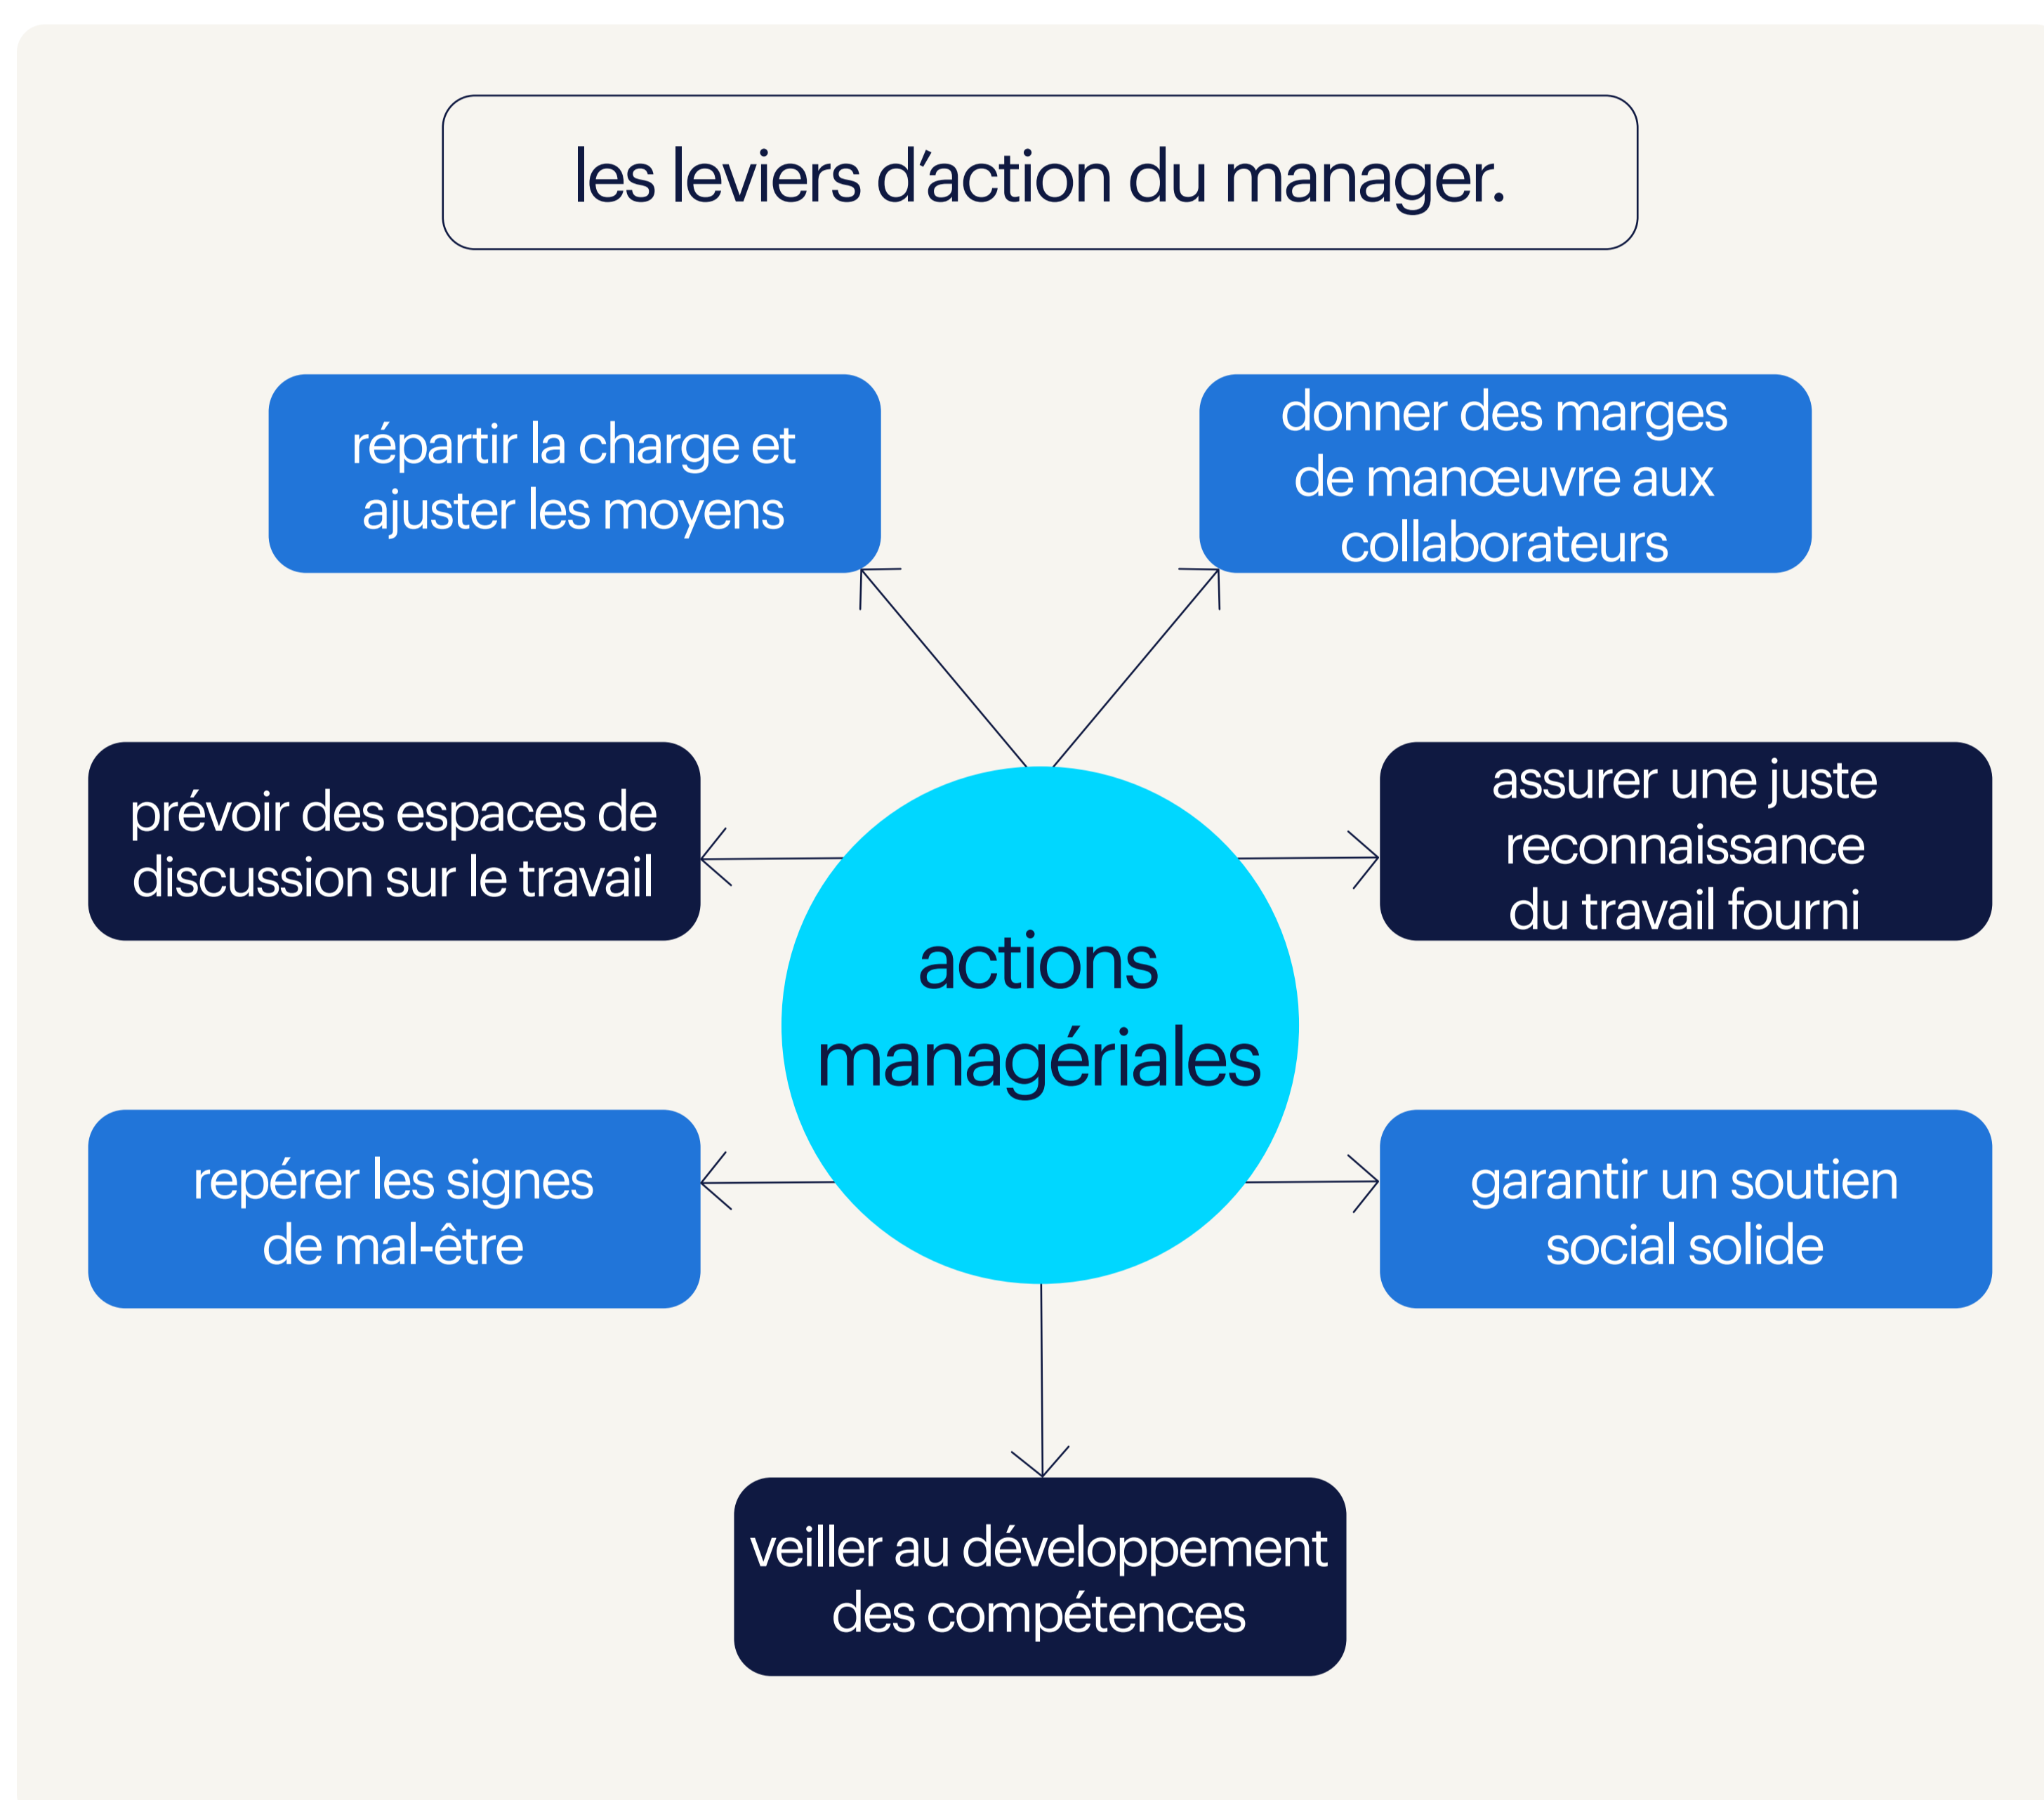 les leviers d'action du manager.
répartir la charge et
ajuster les moyens
donner des marges
de manœuvre aux
collaborateurs
prévoir des espaces de
discussion sur le travail
assurer une juste
reconnaissance
du travail fourni
actions
managériales
repérer les signes
de mal-être
garantir un soutien
social solide
veiller au développement
des compétences